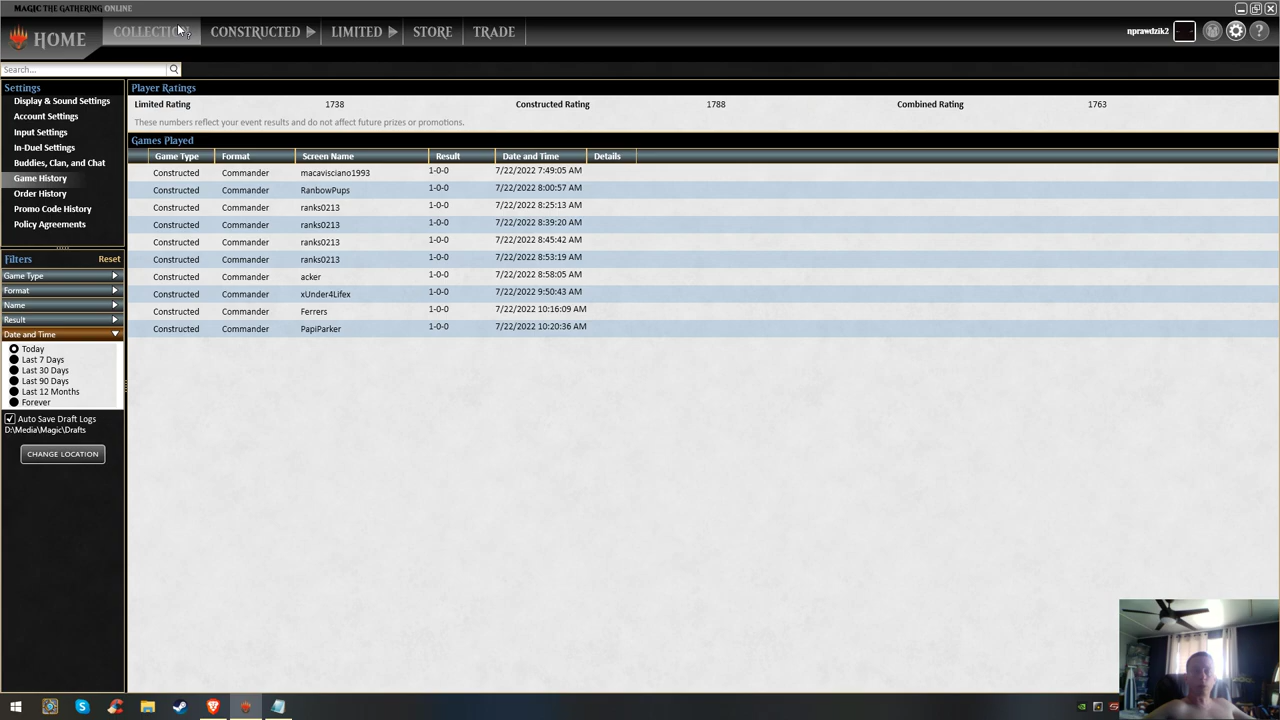 MAGIC THE GATHERING ONLINE
HOME COLLECTION CONSTRUCTED LIMITED STORE TRADE nprawdzik2 ?
Search...
Settings
Display & Sound Settings
Account Settings
Input Settings
In-Duel Settings
Buddies, Clan, and Chat
Game History
Order History
Promo Code History
Policy Agreements
Filters Reset
Game Type
Format
Name
Result
Date and Time
Today
Last 7 Days
Last 30 Days
Last 90 Days
Last 12 Months
Forever
Auto Save Draft Logs
D:\Media\Magic\Drafts
CHANGE LOCATION
Player Ratings
Limited Rating 1738 Constructed Rating 1788 Combined Rating 1763
These numbers reflect your event results and do not affect future prizes or promotions.
Games Played
Game Type Format Screen Name Result Date and Time Details
Constructed Commander macavisciano1993 1-0-0 7/22/2022 7:49:05 AM
Constructed Commander RanbowPups 1-0-0 7/22/2022 8:00:57 AM
Constructed Commander ranks0213 1-0-0 7/22/2022 8:25:13 AM
Constructed Commander ranks0213 1-0-0 7/22/2022 8:39:20 AM
Constructed Commander ranks0213 1-0-0 7/22/2022 8:45:42 AM
Constructed Commander ranks0213 1-0-0 7/22/2022 8:53:19 AM
Constructed Commander acker 1-0-0 7/22/2022 8:58:05 AM
Constructed Commander xUnder4Lifex 1-0-0 7/22/2022 9:50:43 AM
Constructed Commander Ferrers 1-0-0 7/22/2022 10:16:09 AM
Constructed Commander PapiParker 1-0-0 7/22/2022 10:20:36 AM